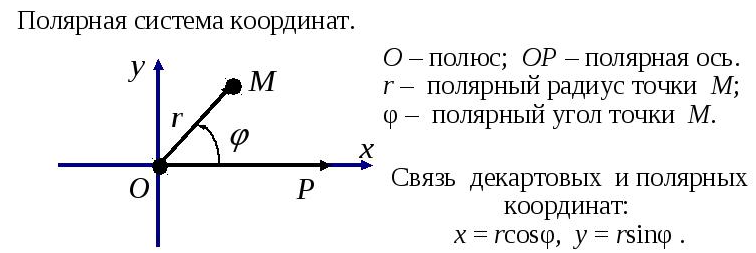 Полярная система координат.
y
M
r
φ
x
O
P
O – полюс; OP – полярная ось.
r – полярный радиус точки M;
φ – полярный угол точки M.
Связь декартовых и полярных
координат:
x = rcosφ, y = rsinφ .